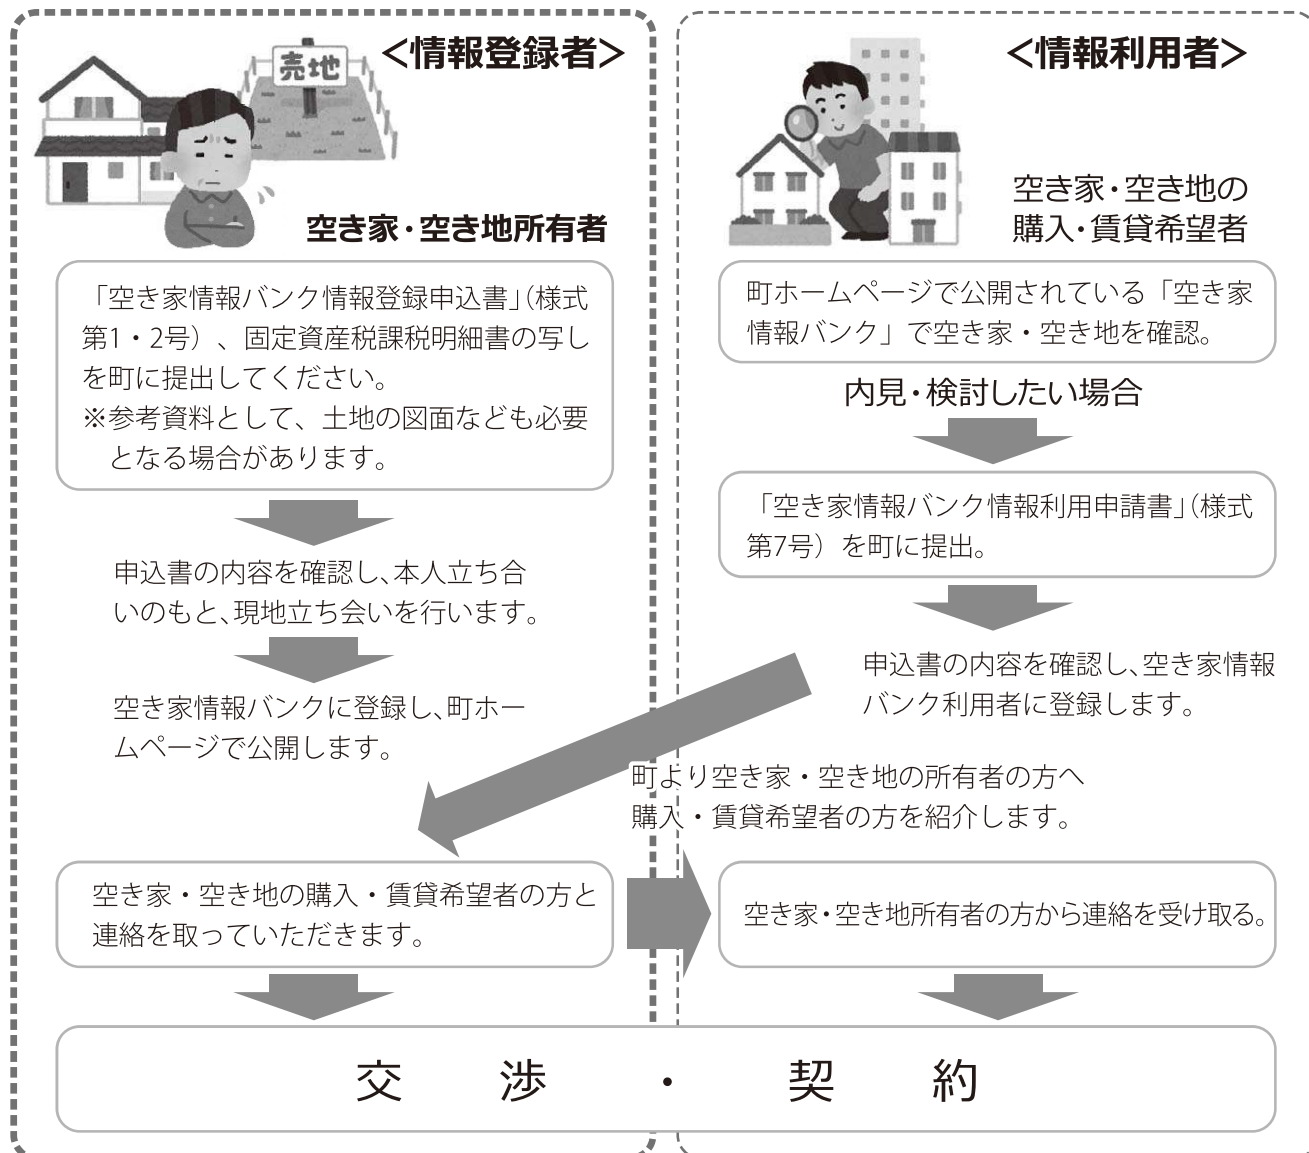 <情報登録者>
売地
空き家・空き地所有者
「空き家情報バンク情報登録申込書」(様式
第1・2号)、固定資産税課税明細書の写し
を町に提出してください。
※参考資料として、土地の図面なども必要
となる場合があります。
申込書の内容を確認し、本人立ち合
いのもと、現地立ち会いを行います。
空き家情報バンクに登録し、町ホー
ムページで公開します。
<情報利用者>
空き家・空き地の
購入・賃貸希望者
町ホームページで公開されている「空き家
情報バンク」で空き家・空き地を確認。
内見・検討したい場合
「空き家情報バンク情報利用申請書」(様式
第7号)を町に提出。
申込書の内容を確認し、空き家情報
バンク利用者に登録します。
町より空き家・空き地の所有者の方へ
購入・賃貸希望者の方を紹介します。
空き家・空き地の購入・賃貸希望者の方と
連絡を取っていただきます。
空き家・空き地所有者の方から連絡を受け取る。
交渉・契約